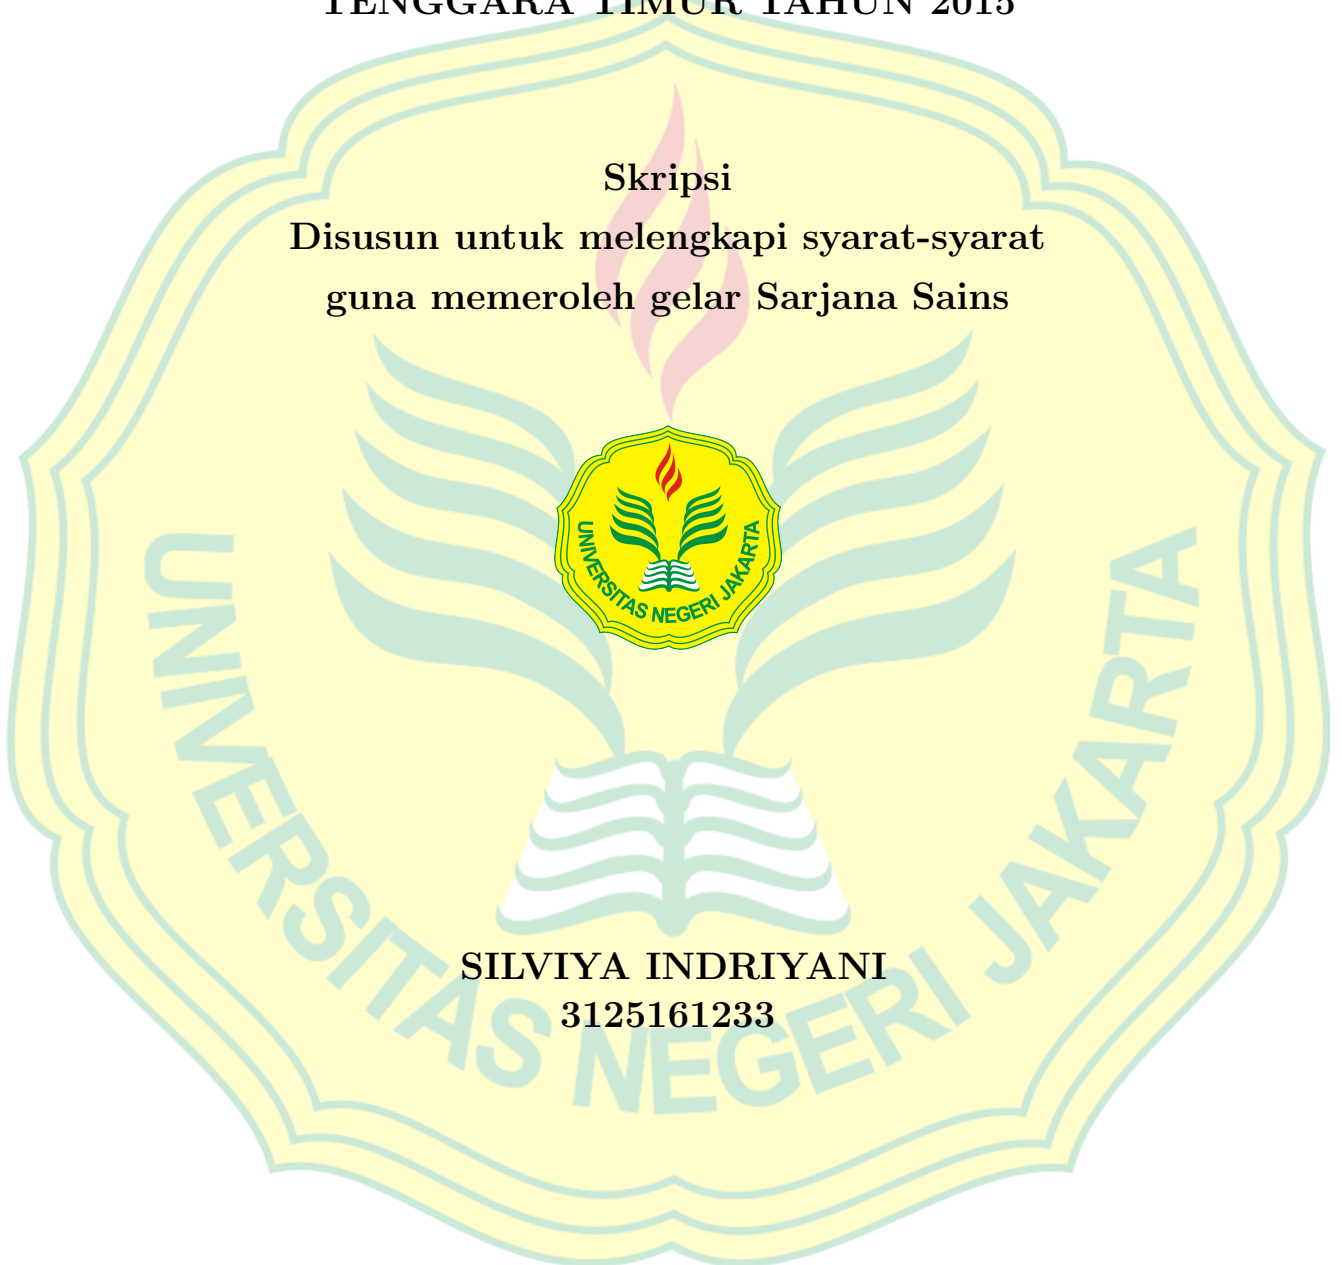 TENGGARA TIMUR TAHUN 2015
Skripsi
Disusun untuk melengkapi syarat-syarat
guna memeroleh gelar Sarjana Sains
UNIVERSITAS NEGERI JAKARTA
SILVIYA INDRIYANI
3125161233
UNIVERSITAS NEGERI JAKARTA